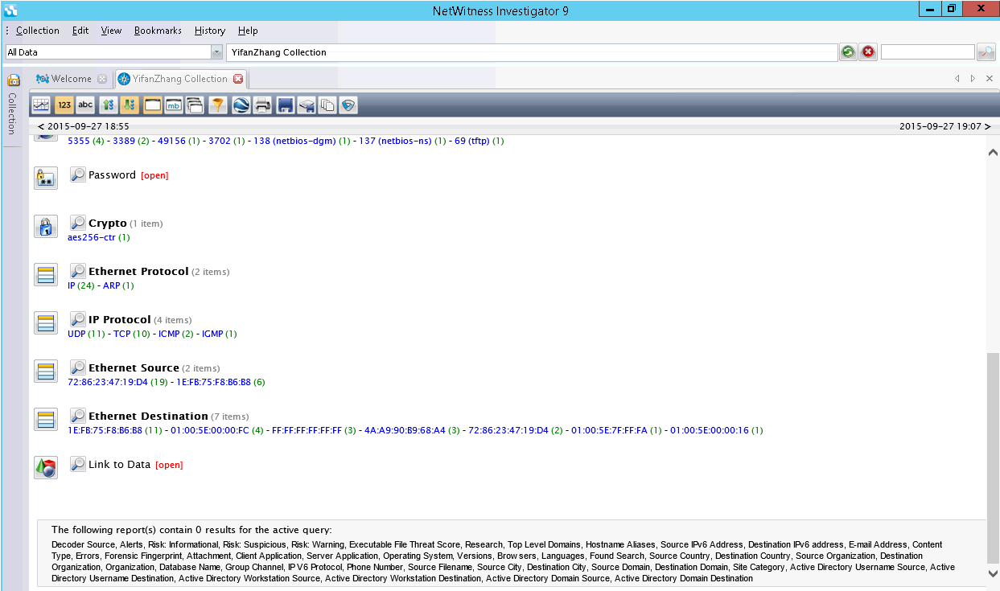 NetWitness Investigator 9
Collection Edit View Bookmarks History Help
All Data YifanZhang Collection
Welcome YifanZhang Collection
Collection
123 abc mb
< 2015-09-27 18:55 2015-09-27 19:07 >
5355 (4) - 3389 (2) - 49156 (1) - 3702 (1) - 138 (netbios-dgm) (1) - 137 (netbios-ns) (1) - 69 (tftp) (1)
Password [open]
Crypto (1 item)
aes256-ctr (1)
Ethernet Protocol (2 items)
IP (24) - ARP (1)
IP Protocol (4 items)
UDP (11) - TCP (10) - ICMP (2) - IGMP (1)
Ethernet Source (2 items)
72:86:23:47:19:D4 (19) - 1E:FB:75:F8:B6:B8 (6)
Ethernet Destination (7 items)
1E:FB:75:F8:B6:B8 (11) - 01:00:5E:00:00:FC (4) - FF:FF:FF:FF:FF:FF (3) - 4A:A9:90:B9:68:A4 (3) - 72:86:23:47:19:D4 (2) - 01:00:5E:7F:FF:FA (1) - 01:00:5E:00:00:16 (1)
Link to Data [open]
The following report(s) contain 0 results for the active query:
Decoder Source, Alerts, Risk: Informational, Risk: Suspicious, Risk: Warning, Executable File Threat Score, Research, Top Level Domains, Hostname Aliases, Source IPv6 Address, Destination IPv6 address, E-mail Address, Content
Type, Errors, Forensic Fingerprint, Attachment, Client Application, Server Application, Operating System, Versions, Browsers, Languages, Found Search, Source Country, Destination Country, Source Organization, Destination
Organization, Organization, Database Name, Group Channel, IPV6 Protocol, Phone Number, Source Filename, Source City, Destination City, Source Domain, Destination Domain, Site Category, Active Directory Username Source, Active
Directory Username Destination, Active Directory Workstation Source, Active Directory Workstation Destination, Active Directory Domain Source, Active Directory Domain Destination